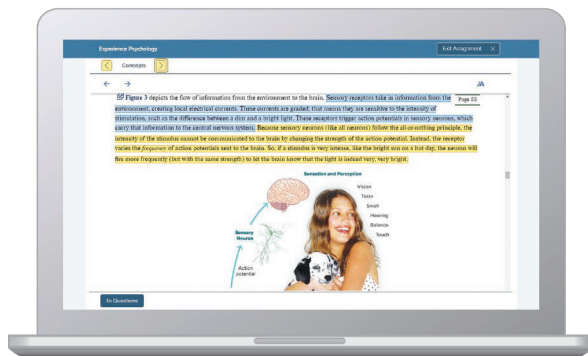 Experience Psychology
Exit Assignment X
Concepts
Page 88
Figure 3 depicts the flow of information from the environment to the brain. Sensory receptors take in information from the
environment, creating local electrical currents. These currents are graded; that means they are sensitive to the intensity of
stimulation, such as the difference between a dim and a bright light. These receptors trigger action potentials in sensory neurons, which
carry that information to the central nervous system. Because sensory neurons (like all neurons) follow the all-or-nothing principle, the
intensity of the stimulus cannot be communicated to the brain by changing the strength of the action potential. Instead, the receptor
varies the frequency of action potentials sent to the brain. So, if a stimulus is very intense, like the bright sun on a hot day, the neuron will
fire more frequently (but with the same strength) to let the brain know that the light is indeed very, very bright.
Sensation and Perception
Vision
Taste
Smell
Hearing
Balance
Touch
Sensory
Neuron
Action
potential
To Questions